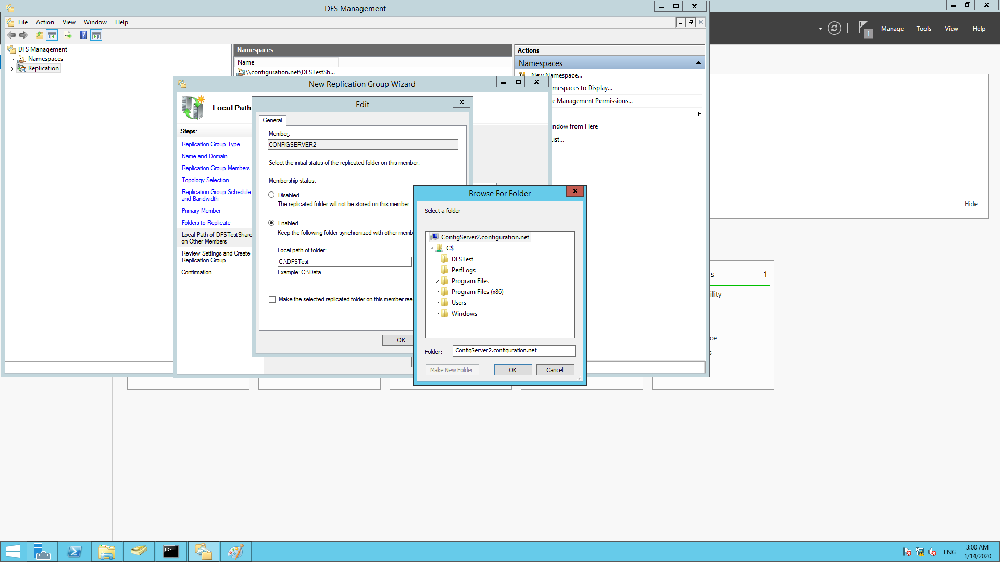 DFS Management
File Action View Window Help
1 Manage Tools View Help
DFS Management
Namespaces
Replication
Namespaces
Name
\\configuration.net\DFSTestSh...
Actions
Namespaces
New Namespace...
mespaces to Display...
e Management Permissions...
ndow from Here
ist...
New Replication Group Wizard
Local Path
Steps:
Replication Group Type
Name and Domain
Replication Group Members
Topology Selection
Replication Group Schedule
and Bandwidth
Primary Member
Folders to Replicate
Local Path of DFSTestShare
on Other Members
Review Settings and Create
Replication Group
Confirmation
Edit
General
Member:
CONFIGSERVER2
Select the initial status of the replicated folder on this member.
Membership status:
Disabled
The replicated folder will not be stored on this member.
Enabled
Keep the following folder synchronized with other memb
Local path of folder:
C:\DFSTest
Example: C:\Data
Make the selected replicated folder on this member rea
OK
Browse For Folder
Select a folder
ConfigServer2.configuration.net
C$
DFSTest
PerfLogs
Program Files
Program Files (x86)
Users
Windows
Folder: ConfigServer2.configuration.net
Make New Folder OK Cancel
Hide
rs 1
ility
ce
s
ENG
3:00 AM
1/14/2020